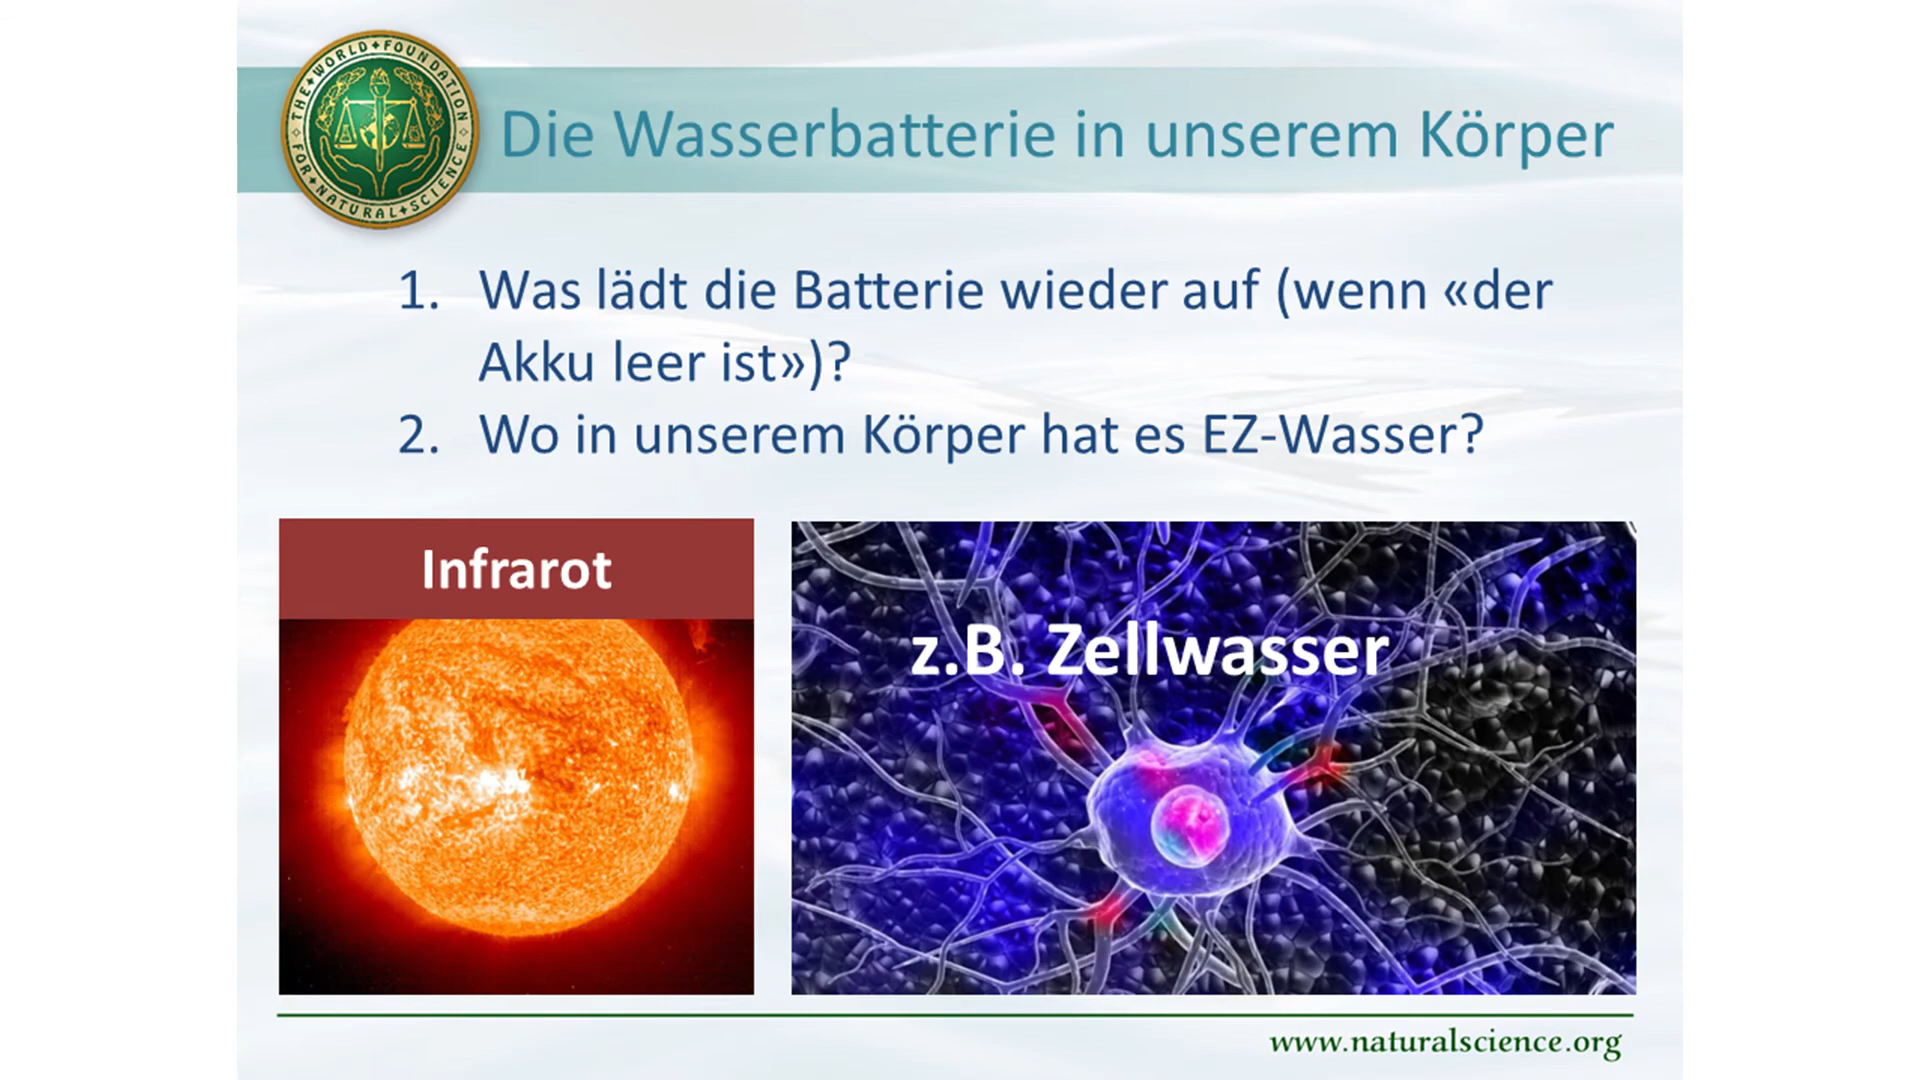 THE WORLD FOUNDATION FOR NATURAL SCIENCE
Die Wasserbatterie in unserem Körper
1. Was lädt die Batterie wieder auf (wenn «der
Akku leer ist»)?
2. Wo in unserem Körper hat es EZ-Wasser?
Infrarot
z.B. Zellwasser
www.naturalscience.org